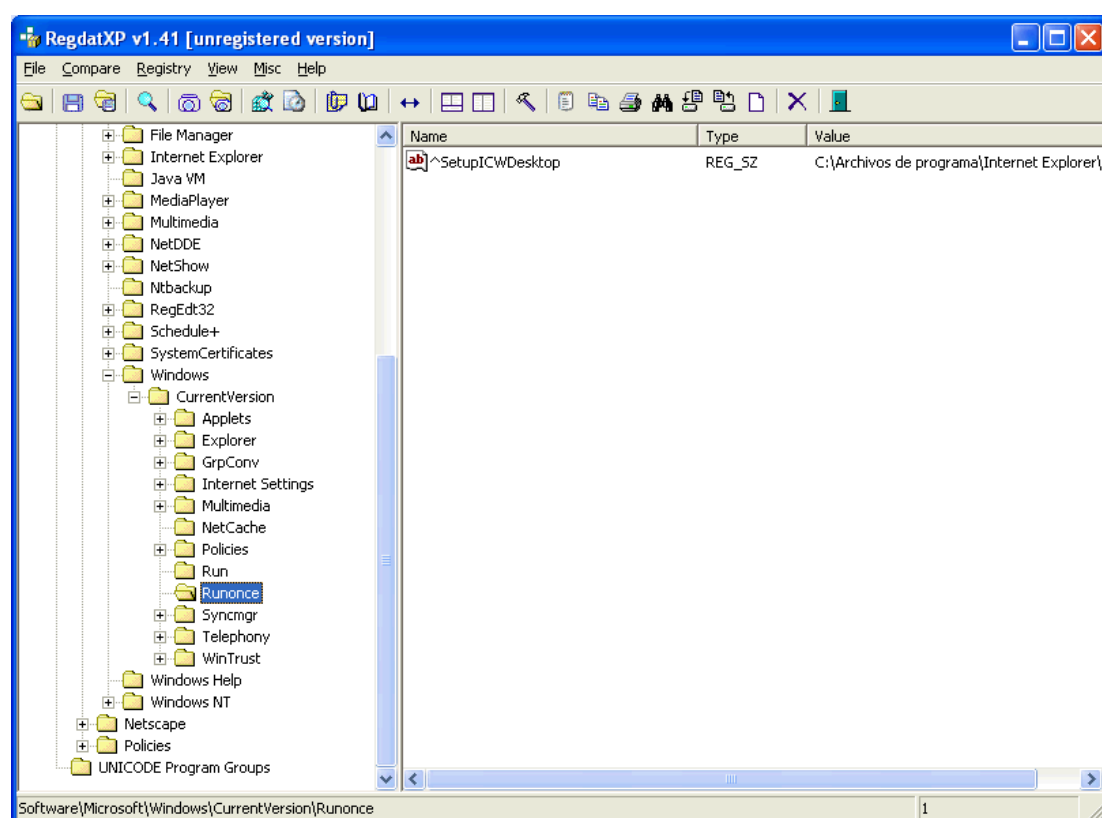 RegdatXP v1.41 [unregistered version]
File Compare Registry View Misc Help
File Manager
Internet Explorer
Java VM
MediaPlayer
Multimedia
NetDDE
NetShow
Ntbackup
RegEdt32
Schedule+
SystemCertificates
Windows
CurrentVersion
Applets
Explorer
GrpConv
Internet Settings
Multimedia
NetCache
Policies
Run
Runonce
Syncmgr
Telephony
WinTrust
Windows Help
Windows NT
Netscape
Policies
UNICODE Program Groups
Name Type Value
ab ^SetupICWDesktop REG_SZ C:\Archivos de programa\Internet Explorer\
Software\Microsoft\Windows\CurrentVersion\Runonce 1